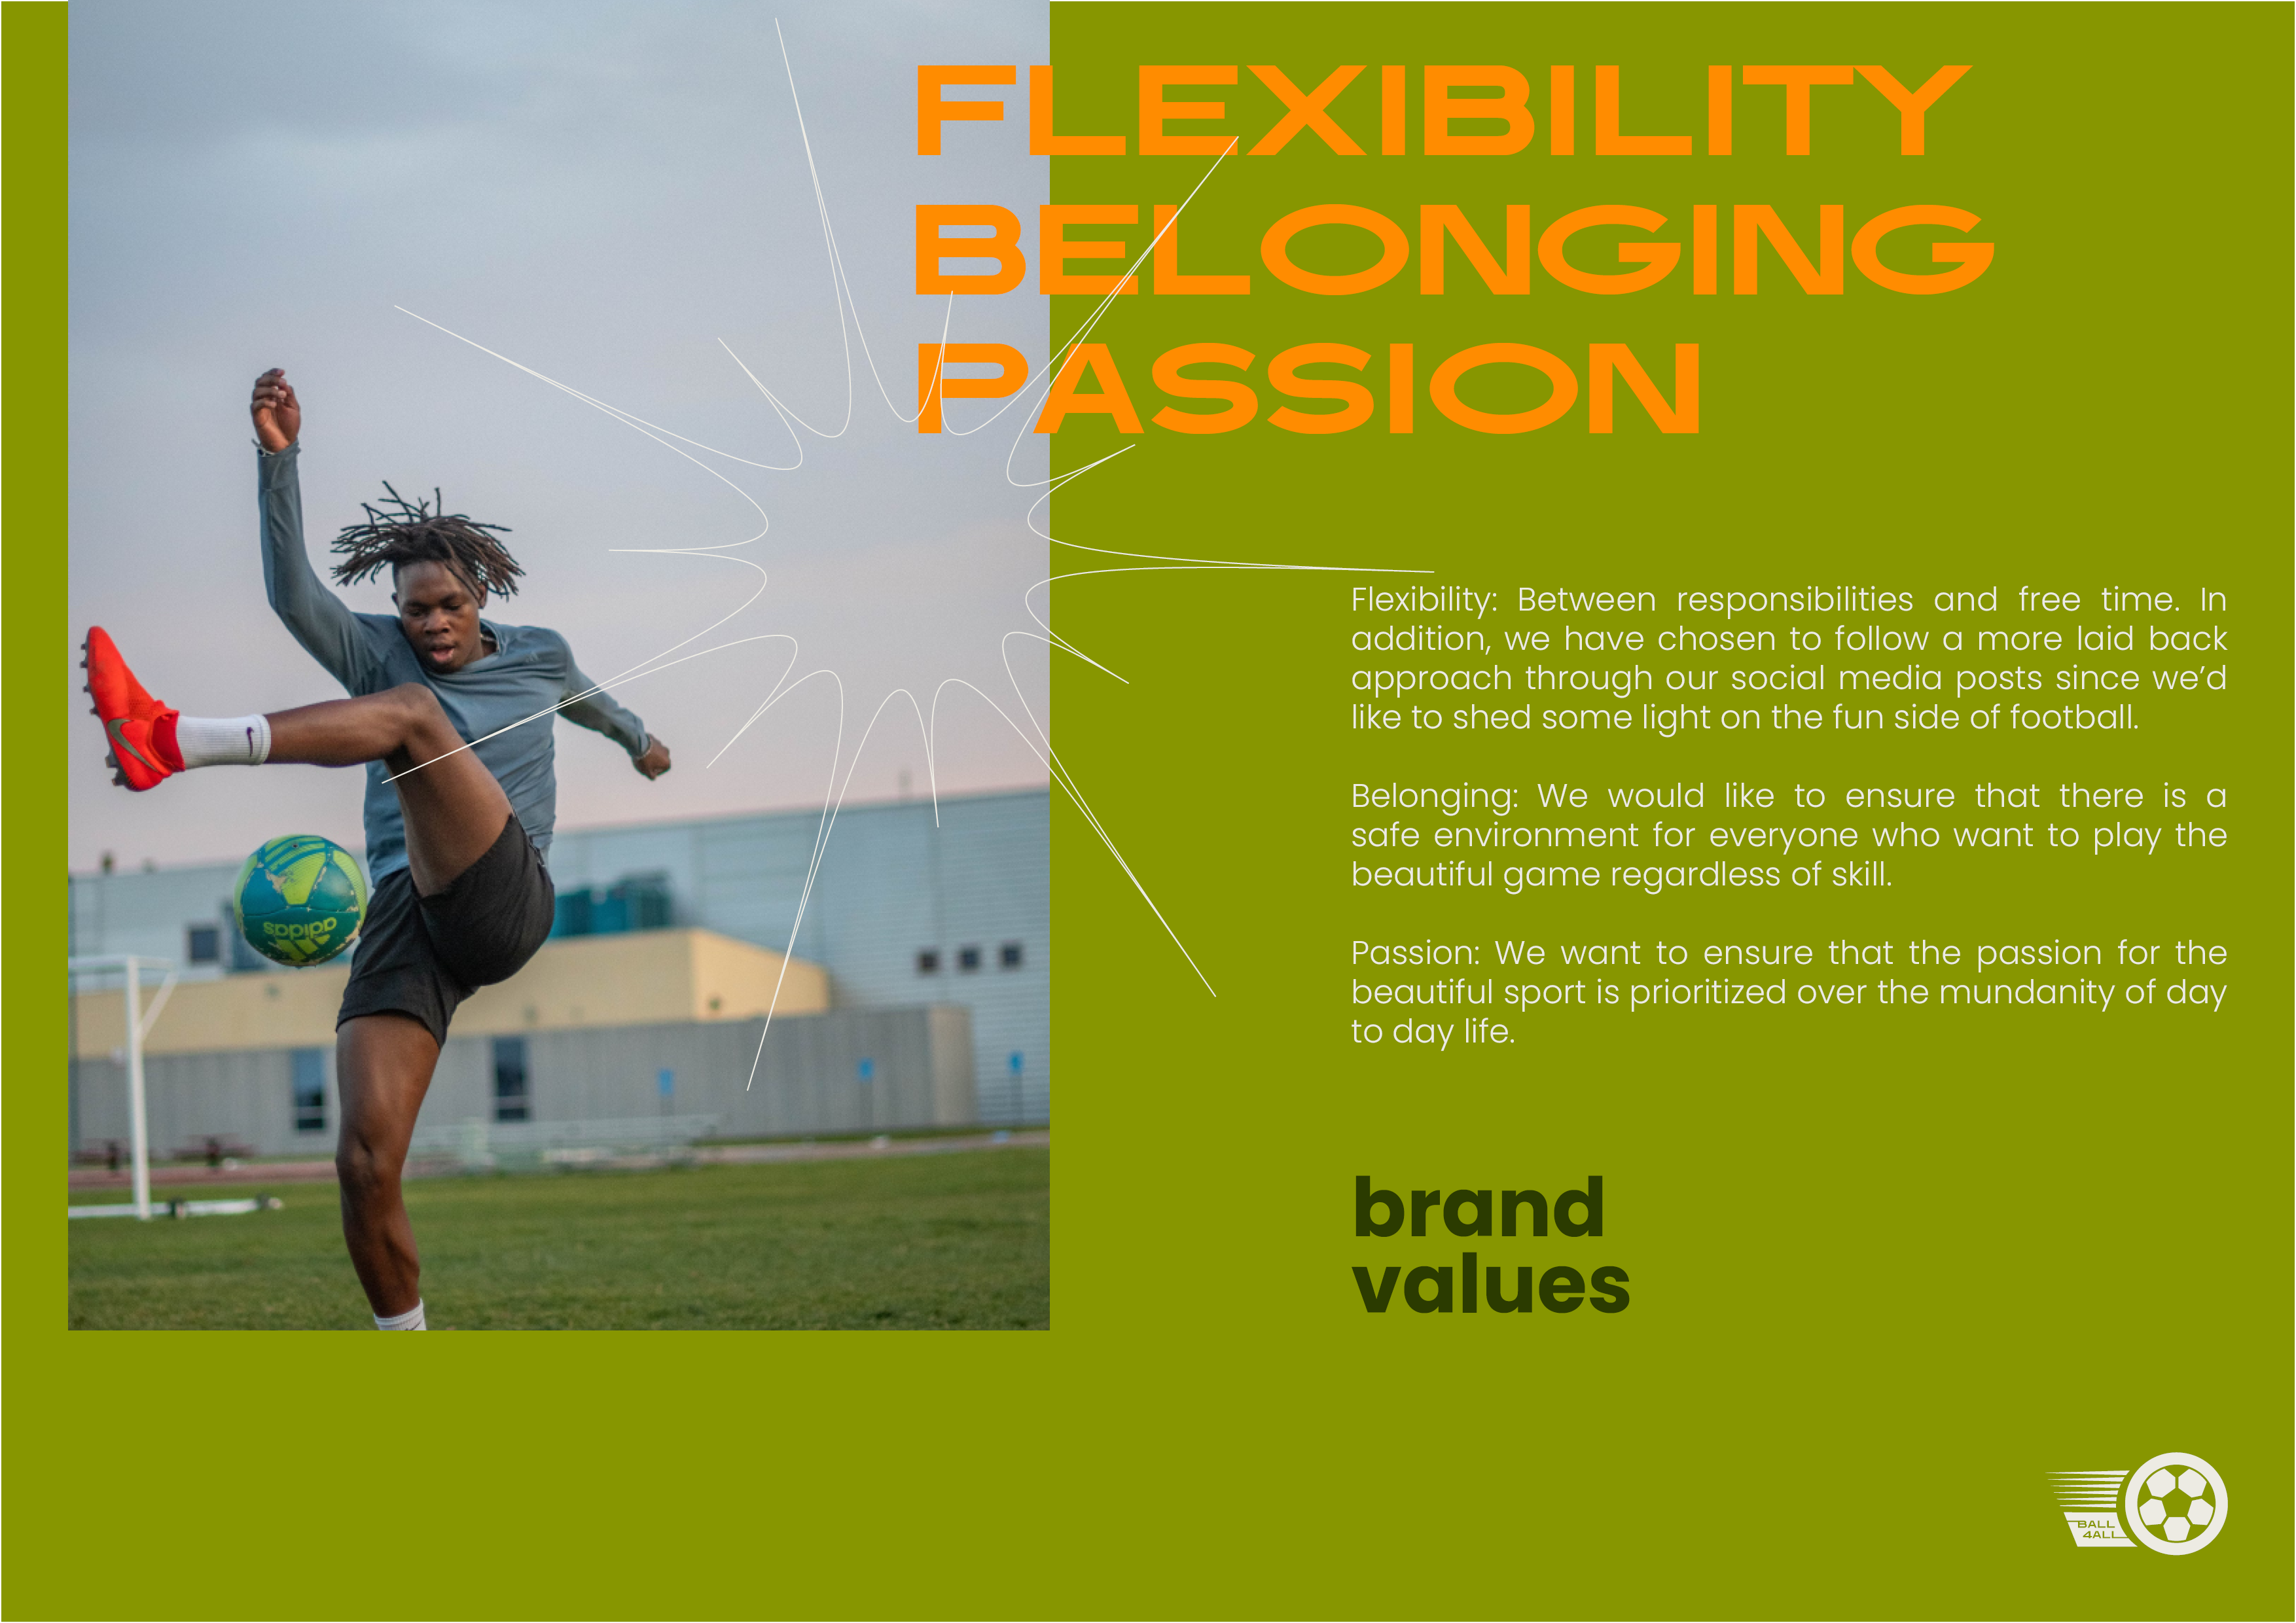 FLEXIBILITY
BELONGING
PASSION
Flexibility: Between responsibilities and free time. In
addition, we have chosen to follow a more laid back
approach through our social media posts since we’d
like to shed some light on the fun side of football.
Belonging: We would like to ensure that there is a
safe environment for everyone who want to play the
beautiful game regardless of skill.
Passion: We want to ensure that the passion for the
beautiful sport is prioritized over the mundanity of day
to day life.
brand
values
adidas
BALL
4ALL